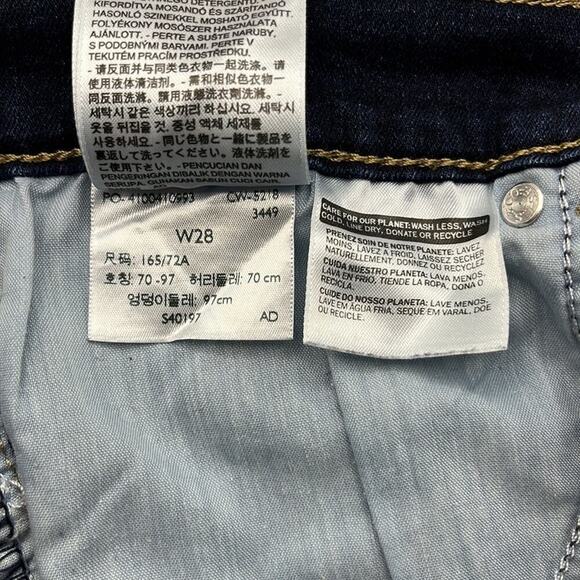 KIFORDÍTVA MOSANDÓ ÉS SZÁRÍTANDÓ
HASONLÓ SZÍNEKKEL MOSHATÓ EGYÜTT.
FOLYÉKONY MOSÓSZER HASZNÁLATA
AJÁNLOTT. - PERTE A SUŠTE NARUBY,
S PODOBNÝMI BARVAMI. PERTE V
TEKUTÉM PRACÍM PROSTŘEDKU.
- 请反面并与同类色衣物一起洗涤。请
使用液体清洁剂。- 需和相似色衣物一
同反面洗滌。請用液態洗衣劑洗滌。-
세탁시 같은 색상끼리 하십시오. 세탁시
옷을 뒤집을 것. 중성 액체 세제를
사용하세요 - 同じ色物と一緒に製品を
裏返して洗ってください。液体洗剤がご
- PENCUCIAN DAN
PENGERINGAN DIBALIK DENGAN WARNA
SERUPA. GUNAKAN SABUN CUCI CAIR.
PO- 4100410993 CW-5218
3449
W28
尺码: 165/72A
호칭: 70 -97 허리둘레: 70 cm
엉덩이둘레: 97cm
S40197 AD
CARE FOR OUR PLANET: WASH LESS, WASH
COLD, LINE DRY, DONATE OR RECYCLE
PRENEZ SOIN DE NOTRE PLANETE: LAVEZ
MOINS, LAVEZ A FROID, LAISSEZ SECHER
NATURELLEMENT, DONNEZ OU RECYCLEZ
CUIDA NUESTRO PLANETA: LAVA MENOS,
LAVA EN FRIO, TIENDE LA ROPA, DONA O
RECICLA.
CUIDE DO NOSSO PLANETA: LAVE MENOS,
LAVE EM ÁGUA FRIA, SEQUE EM VARAL, DOE
OU RECICLE.